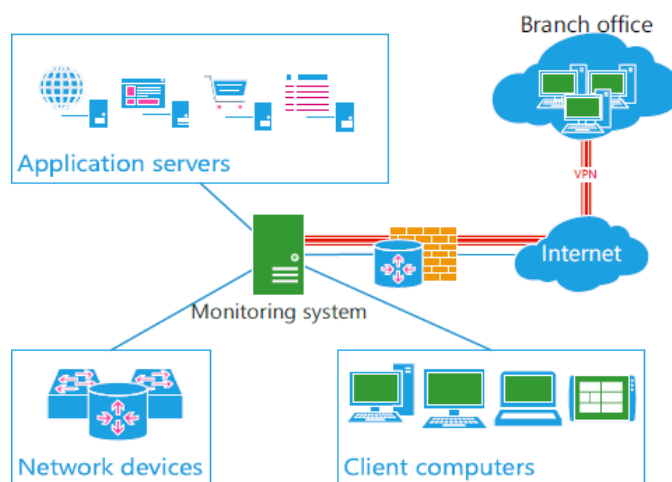 Branch office
Application servers
VPN
Internet
Monitoring system
Network devices
Client computers